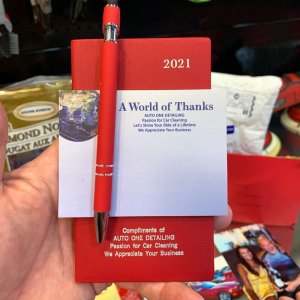 2021
A World of Thanks
AUTO ONE DETAILING
Passion for Car Cleaning
Let's Shine Your Ride of a Lifetime
We Appreciate Your Business
Compliments of
AUTO ONE DETAILING
Passion for Car Cleaning
We Appreciate Your Business
MOND NO
UGAT AUX A